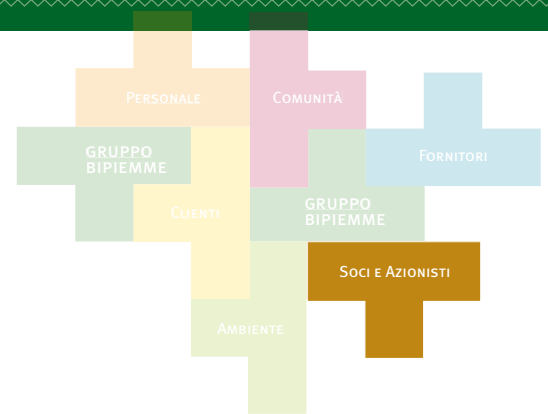 Personale
Comunità
GRUPPO
BIPIEMME
Fornitori
Clienti
GRUPPO
BIPIEMME
Soci e Azionisti
Ambiente